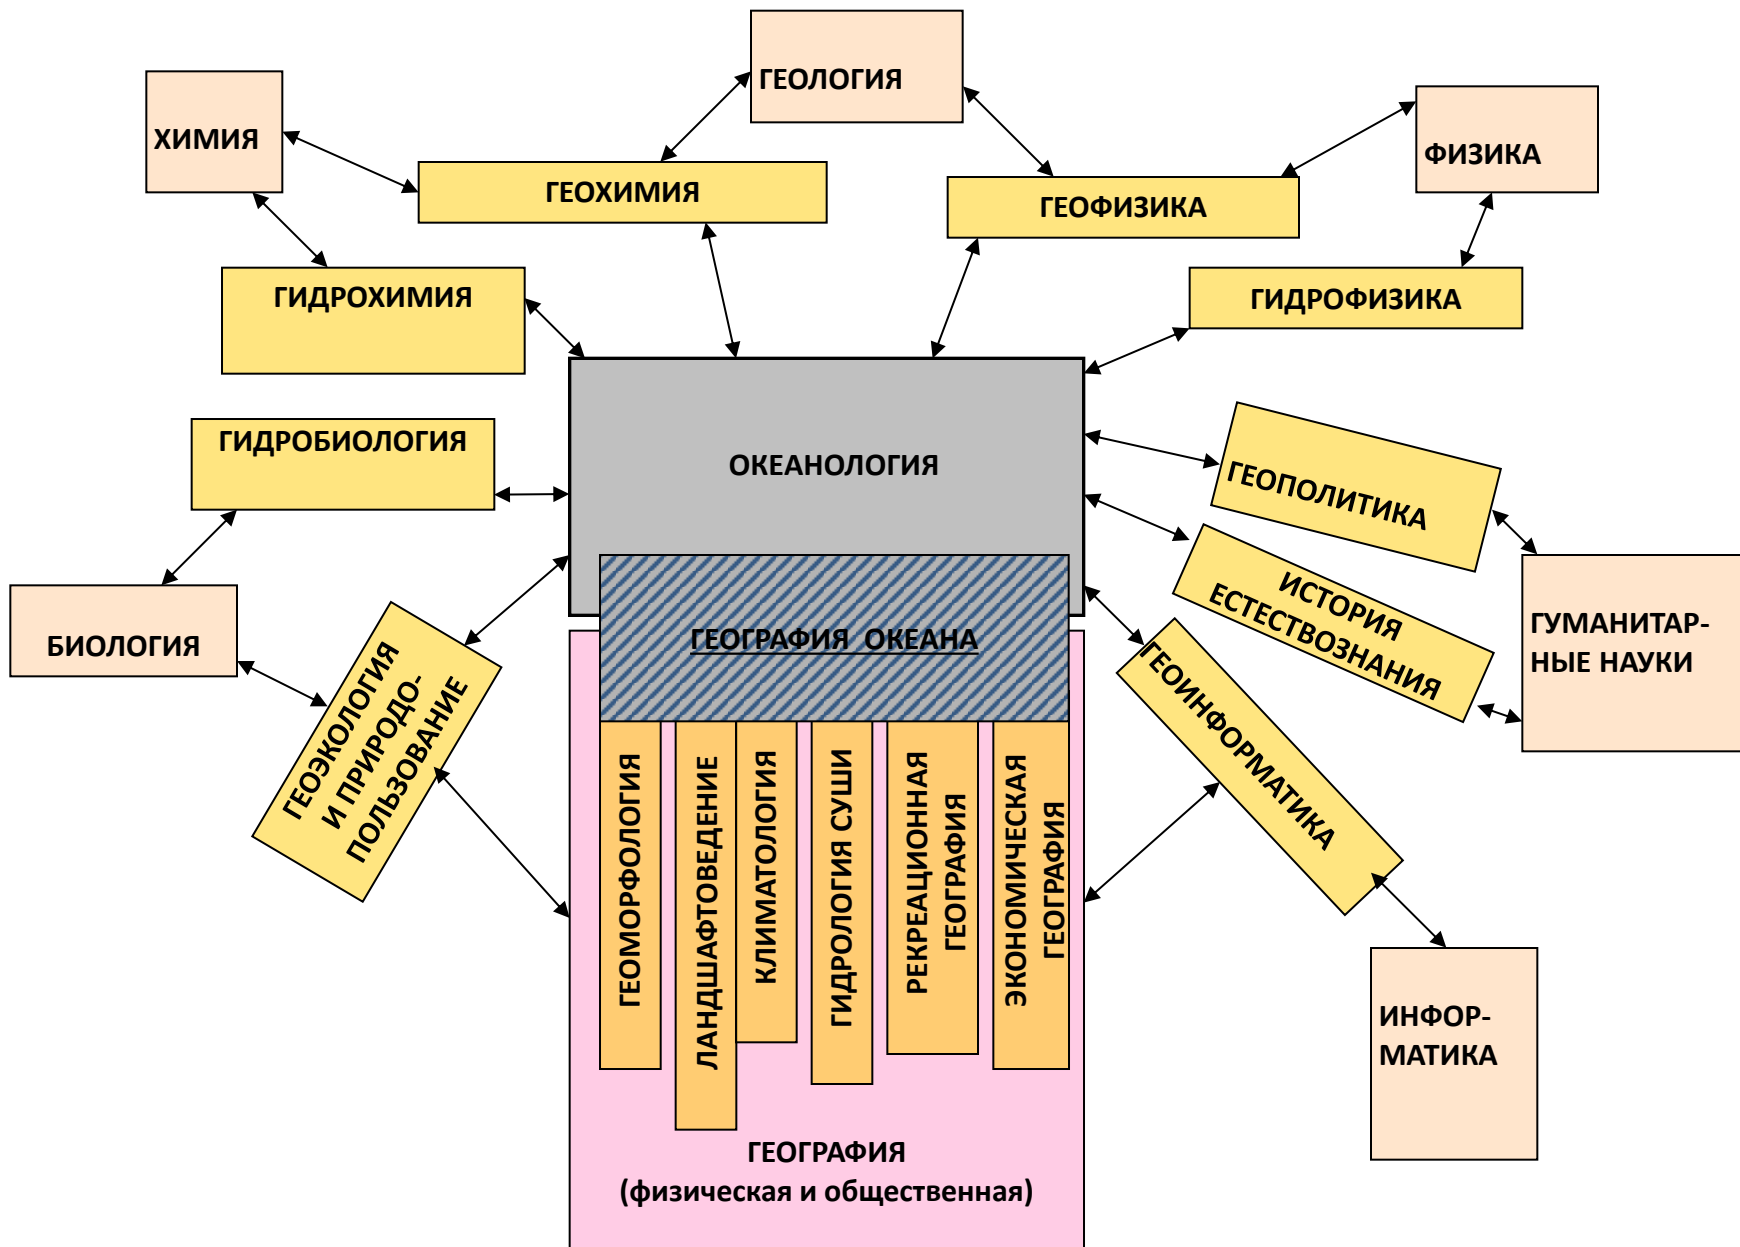 ГЕОЛОГИЯ
ХИМИЯ
ФИЗИКА
ГЕОХИМИЯ
ГЕОФИЗИКА
ГИДРОХИМИЯ
ГИДРОФИЗИКА
ГИДРОБИОЛОГИЯ
ОКЕАНОЛОГИЯ
ГЕОПОЛИТИКА
ИСТОРИЯ
ЕСТЕСТВОЗНАНИЯ
ГУМАНИТАР-
НЫЕ НАУКИ
БИОЛОГИЯ
ГЕОГРАФИЯ ОКЕАНА
ГЕОЭКОЛОГИЯ
И ПРИРОДО-
ПОЛЬЗОВАНИЕ
ГЕОИНФОРМАТИКА
ГЕОМОРФОЛОГИЯ
ЛАНДШАФТОВЕДЕНИЕ
КЛИМАТОЛОГИЯ
ГИДРОЛОГИЯ СУШИ
РЕКРЕАЦИОННАЯ
ГЕОГРАФИЯ
ЭКОНОМИЧЕСКАЯ
ГЕОГРАФИЯ
ИНФОР-
МАТИКА
ГЕОГРАФИЯ
(физическая и общественная)